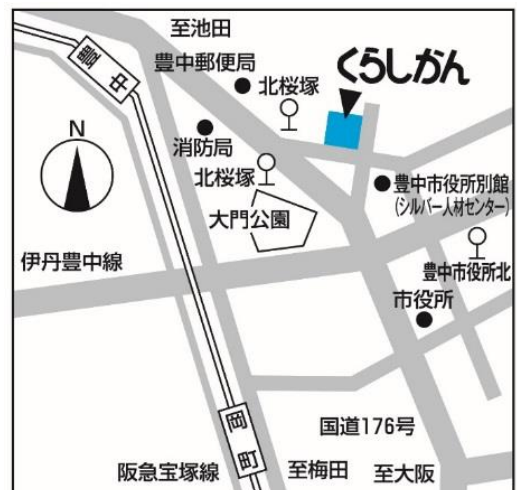 至池田
豊中
豊中郵便局
くらしかん
北桜塚
N
消防局
北桜塚
豊中市役所別館
(シルバー人材センター)
大門公園
伊丹豊中線
豊中市役所北
市役所
岡町
国道176号
阪急宝塚線
至梅田
至大阪